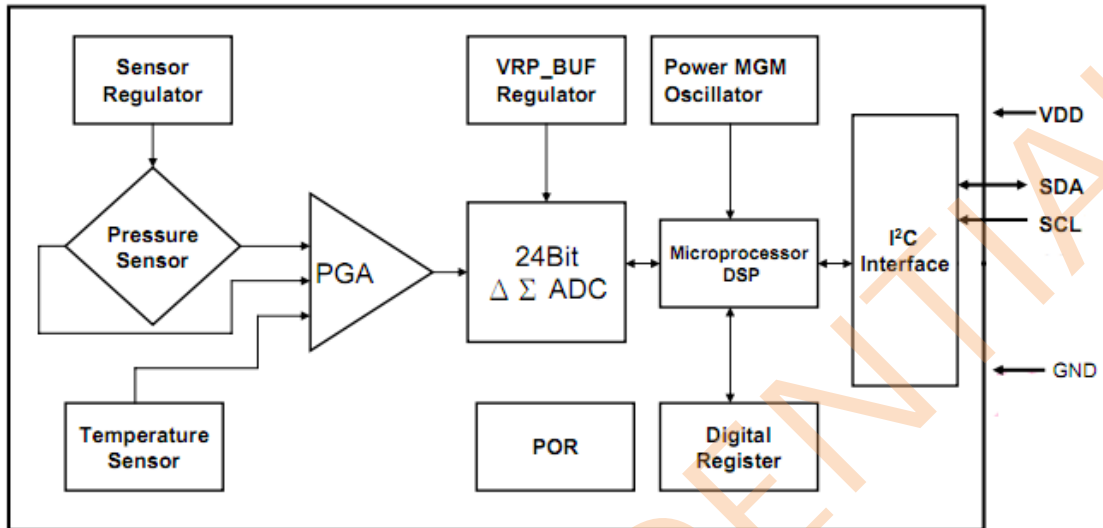 Sensor
Regulator
VRP_BUF
Regulator
Power MGM
Oscillator
VDD
SDA
SCL
Pressure
Sensor
PGA
24Bit
Δ Σ ADC
Microprocessor
DSP
I²C
Interface
GND
Temperature
Sensor
POR
Digital
Register
DENTIAL